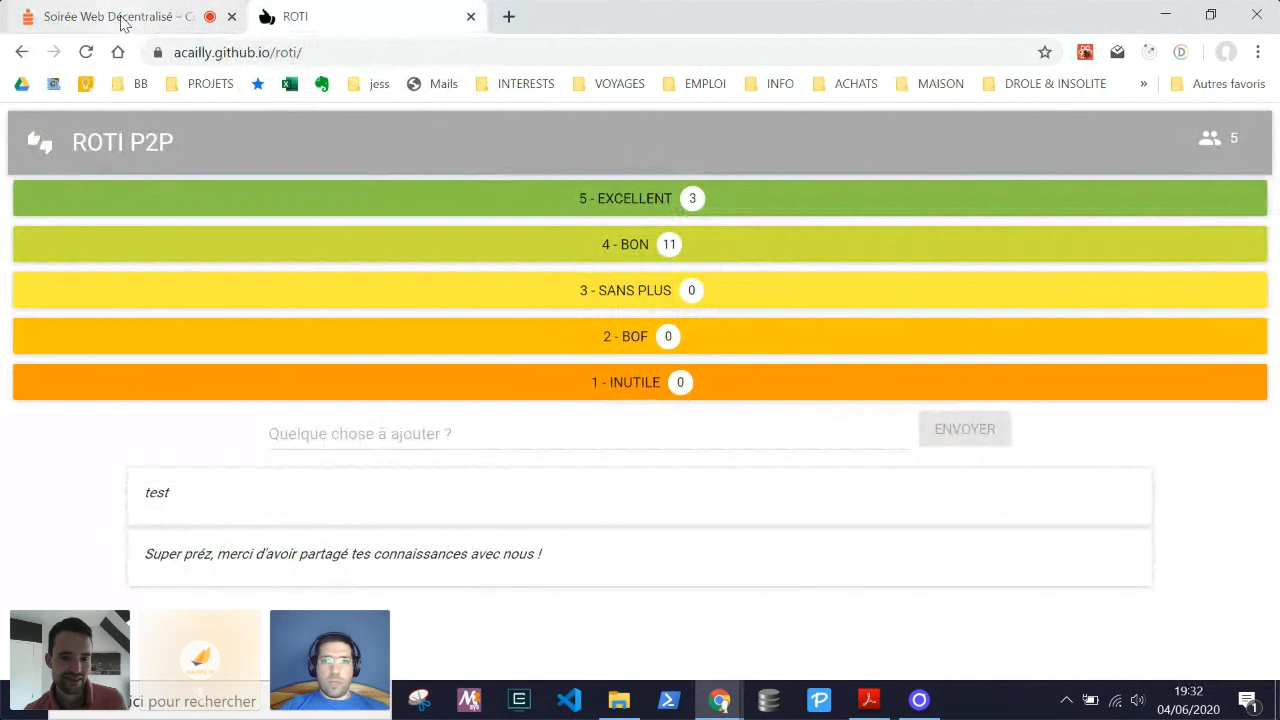 Soirée Web Décentralisé – C
ROTI
acailly.github.io/roti/
BB
PROJETS
jess
Mails
INTERESTS
VOYAGES
EMPLOI
INFO
ACHATS
MAISON
DROLE & INSOLITE
»
Autres favoris
ROTI P2P
5
5 - EXCELLENT 3
4 - BON 11
3 - SANS PLUS 0
2 - BOF 0
1 - INUTILE 0
Quelque chose à ajouter ?
ENVOYER
test
Super préz, merci d'avoir partagé tes connaissances avec nous !
ici pour rechercher
19:32
04/06/2020